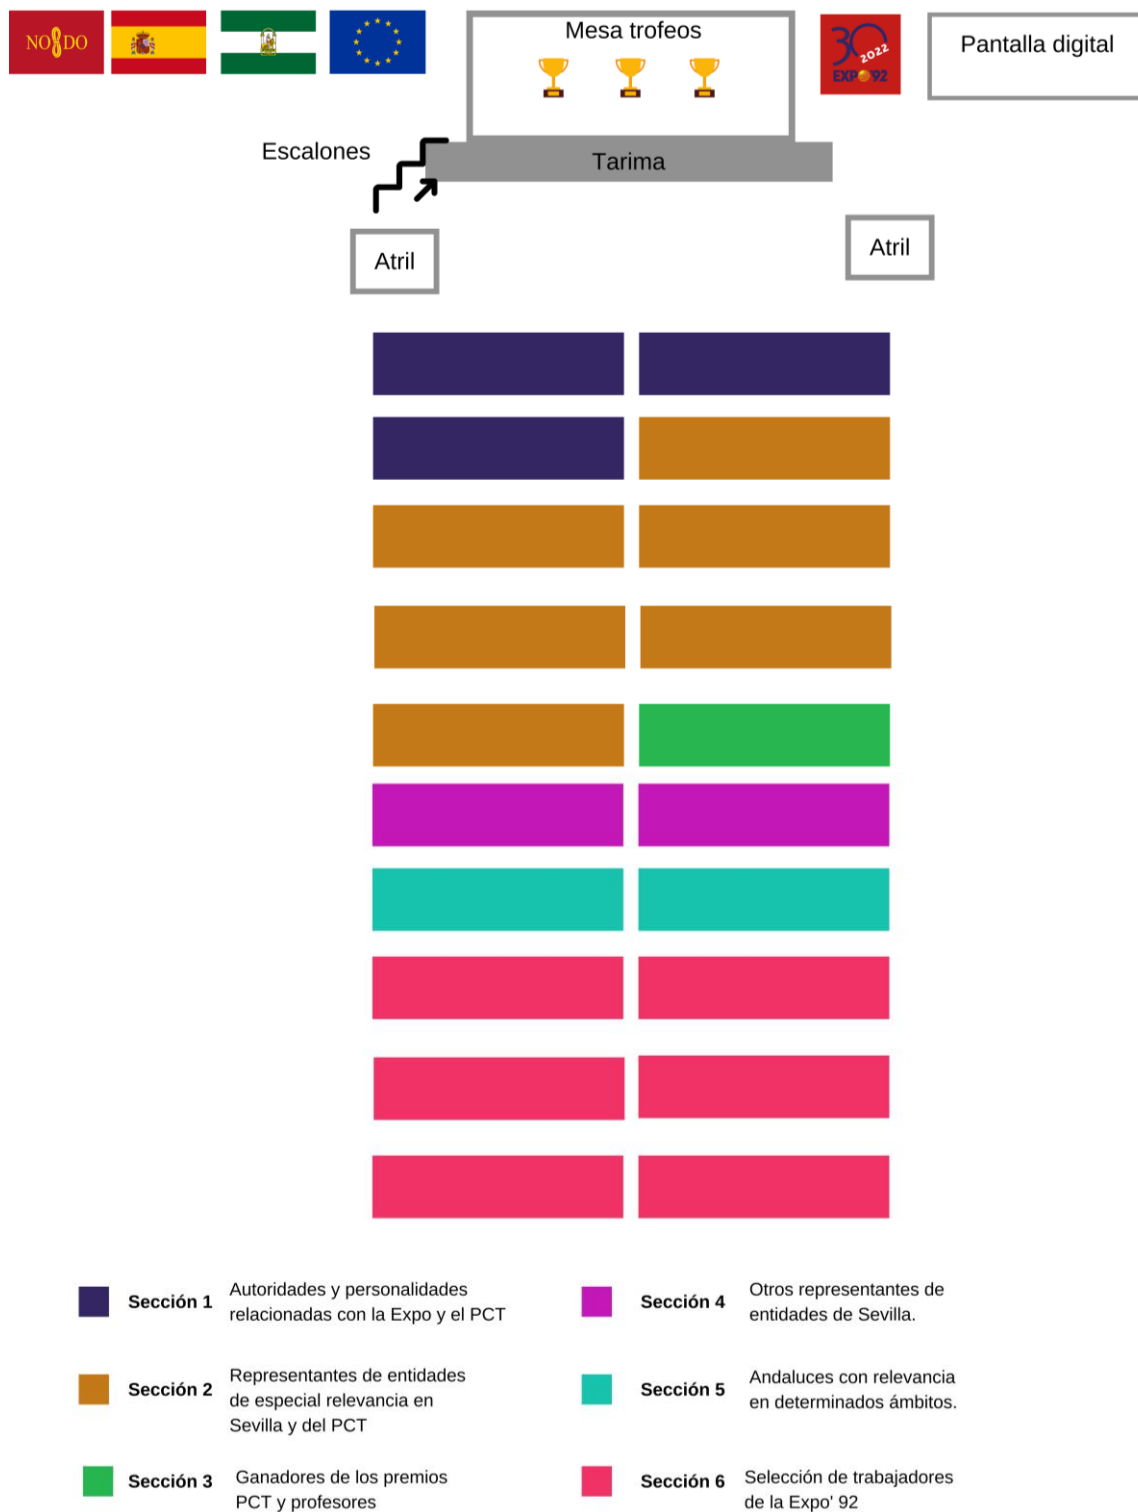 NO8DO
Mesa trofeos
30
2022
EXPO'92
Pantalla digital
Escalones
Tarima
Atril
Atril
Sección 1
Autoridades y personalidades
relacionadas con la Expo y el PCT
Sección 2
Representantes de entidades
de especial relevancia en
Sevilla y del PCT
Sección 3
Ganadores de los premios
PCT y profesores
Sección 4
Otros representantes de
entidades de Sevilla.
Sección 5
Andaluces con relevancia
en determinados ámbitos.
Sección 6
Selección de trabajadores
de la Expo' 92